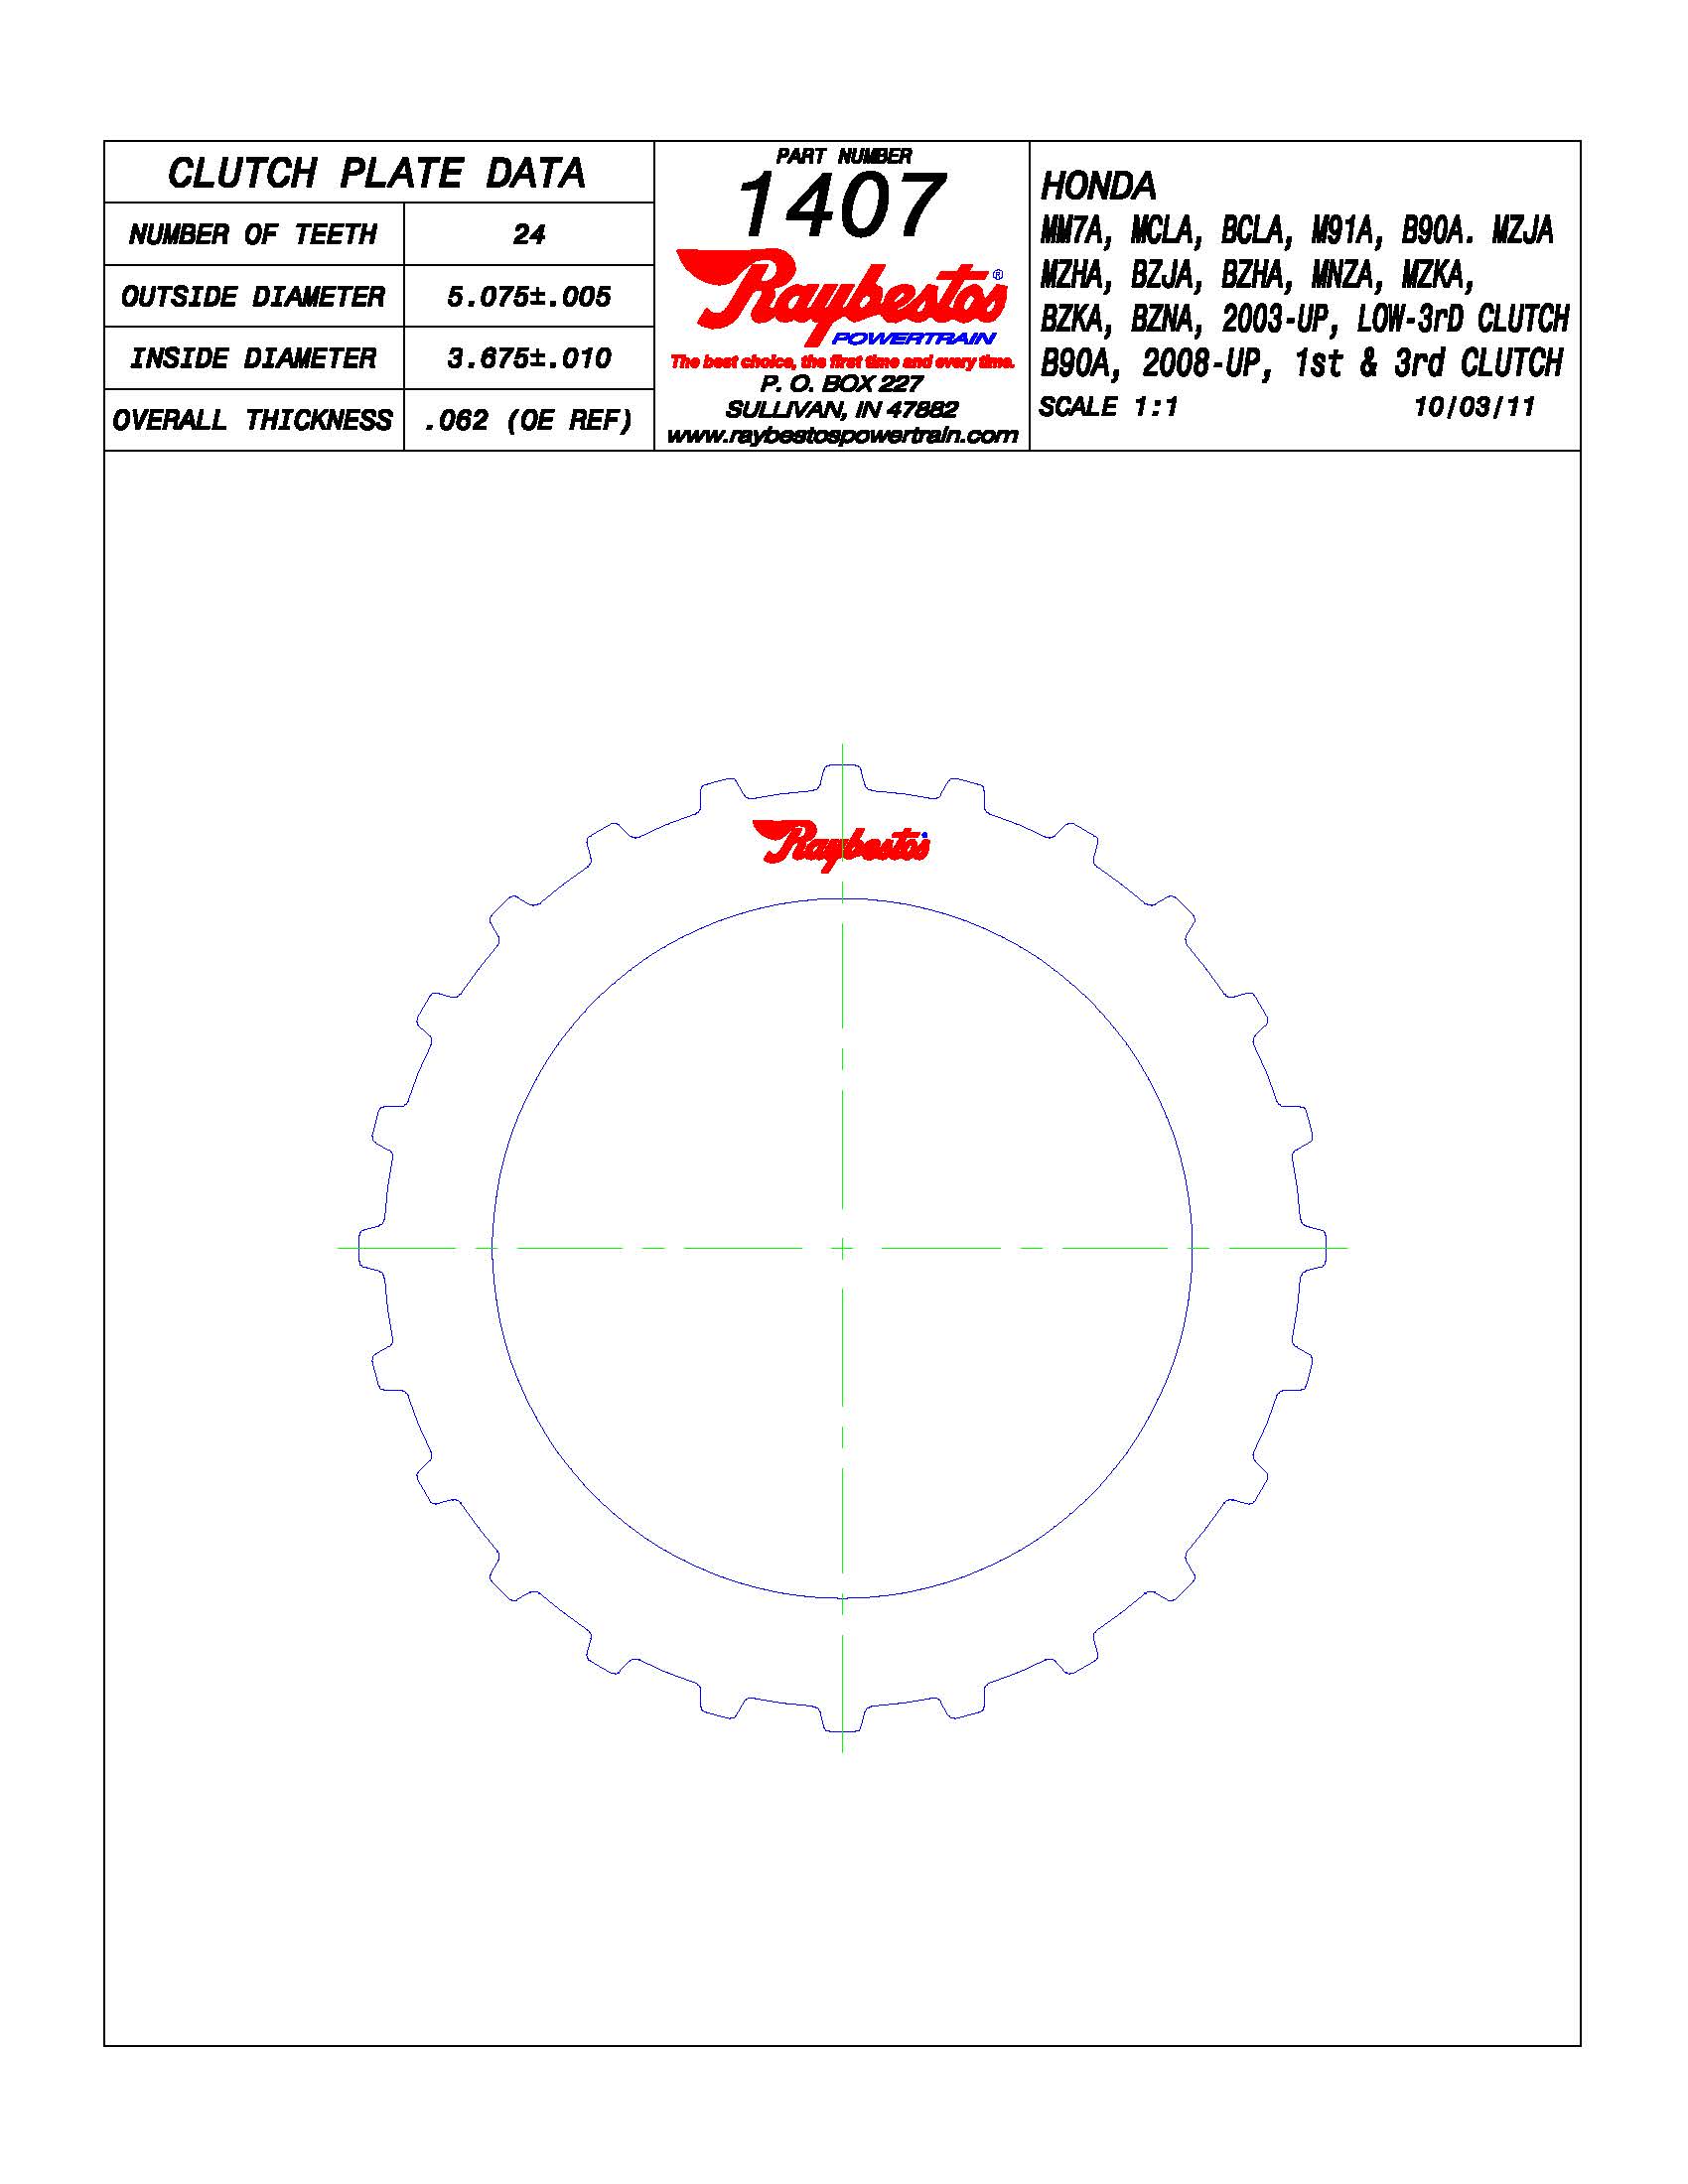 CLUTCH PLATE DATA
NUMBER OF TEETH 24
OUTSIDE DIAMETER 5.075±.005
INSIDE DIAMETER 3.675±.010
OVERALL THICKNESS .062 (OE REF)
PART NUMBER
1407
Raybestos®
POWERTRAIN
The best choice, the first time and every time.
P. O. BOX 227
SULLIVAN, IN 47882
www.raybestospowertrain.com
HONDA
MM7A, MCLA, BCLA, M91A, B90A. MZJA
MZHA, BZJA, BZHA, MNZA, MZKA,
BZKA, BZNA, 2003-UP, LOW-3rD CLUTCH
B90A, 2008-UP, 1st & 3rd CLUTCH
SCALE 1:1 10/03/11
Raybestos